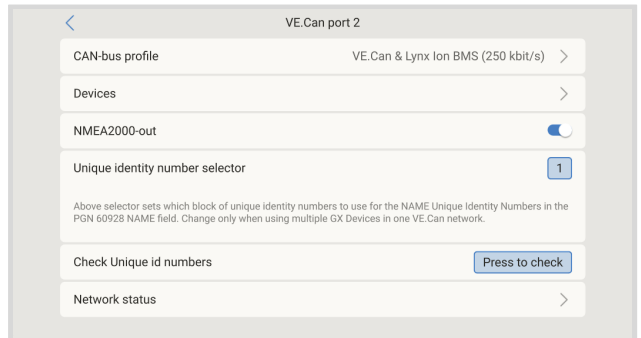 VE.Can port 2
CAN-bus profile VE.Can & Lynx Ion BMS (250 kbit/s)
Devices
NMEA2000-out
Unique identity number selector 1
Above selector sets which block of unique identity numbers to use for the NAME Unique Identity Numbers in the
PGN 60928 NAME field. Change only when using multiple GX Devices in one VE.Can network.
Check Unique id numbers Press to check
Network status